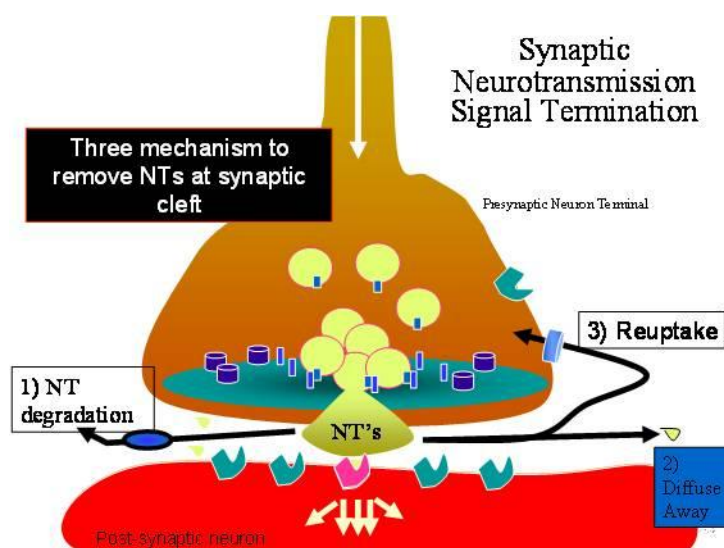 Synaptic
Neurotransmission
Signal Termination
Three mechanism to
remove NTs at synaptic
cleft
Presynaptic Neuron Terminal
3) Reuptake
1) NT
degradation
NT's
2)
Diffuse
Away
Post-synaptic neuron